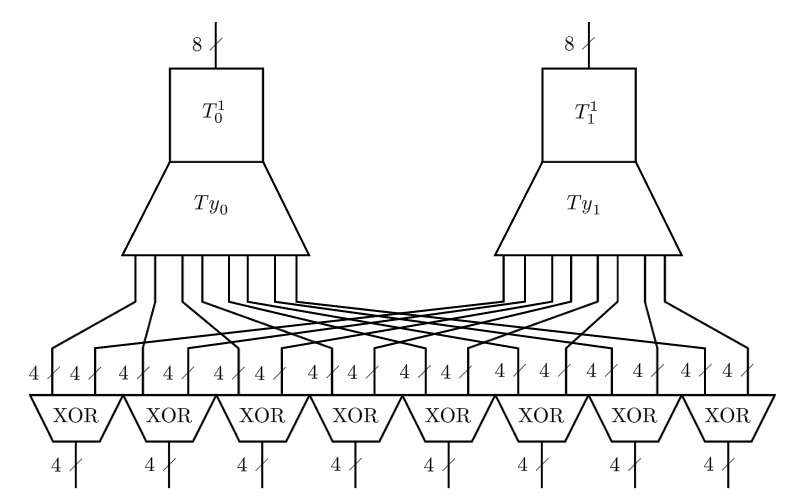 8 8
T_0^1 T_1^1
Ty_0 Ty_1
4 4 4 4 4 4 4 4 4 4 4 4 4 4 4 4
XOR XOR XOR XOR XOR XOR XOR XOR
4 4 4 4 4 4 4 4